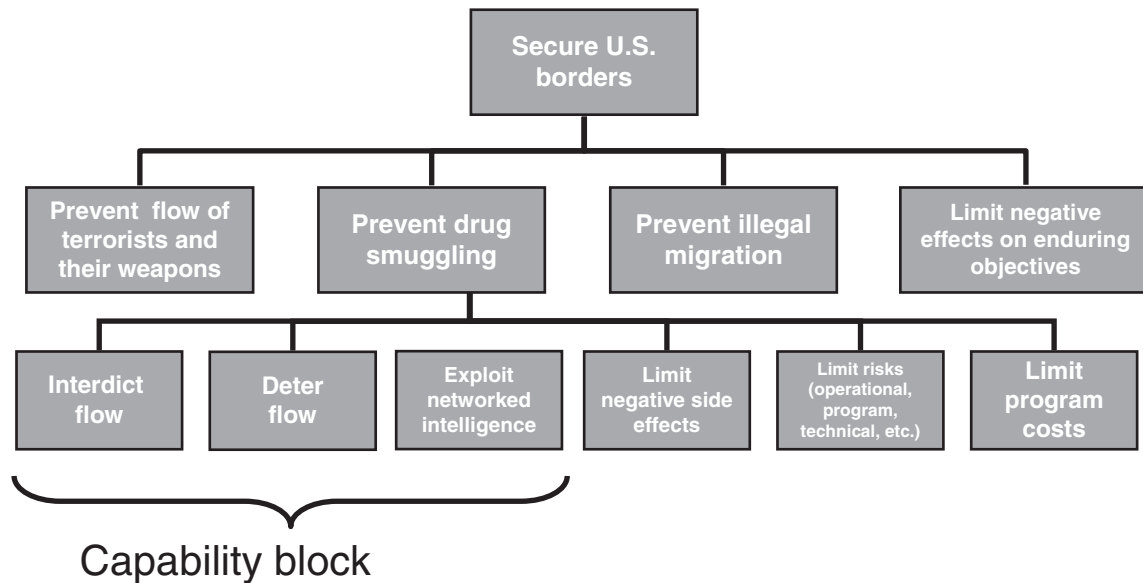 Secure U.S.
borders
Prevent flow of
terrorists and
their weapons
Prevent drug
smuggling
Prevent illegal
migration
Limit negative
effects on enduring
objectives
Interdict
flow
Deter
flow
Exploit
networked
intelligence
Limit
negative side
effects
Limit risks
(operational,
program,
technical, etc.)
Limit
program
costs
Capability block